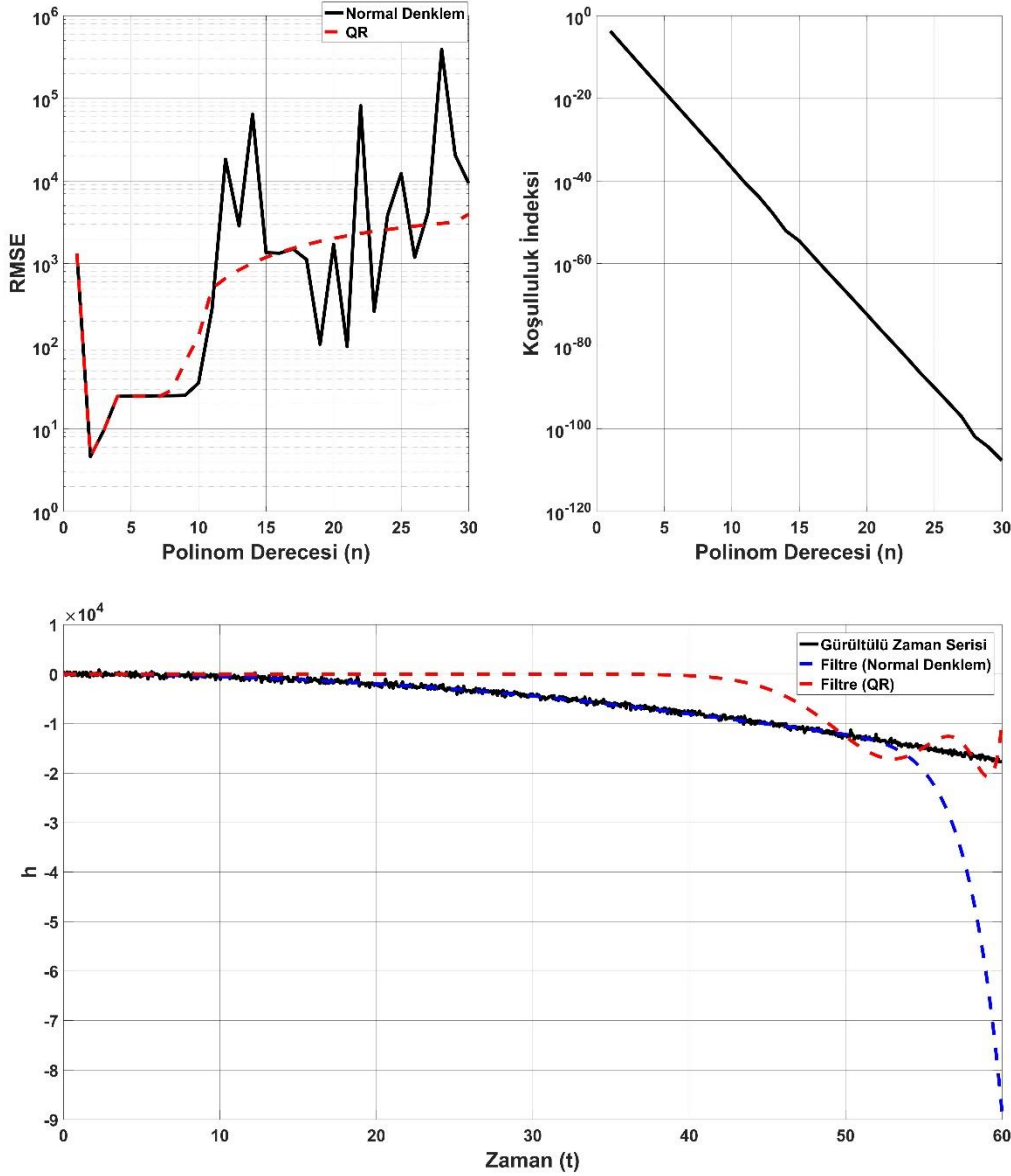 Normal Denklem
QR
10^6
10^5
10^4
10^3
10^2
10^1
10^0
RMSE
0 5 10 15 20 25 30
Polinom Derecesi (n)
10^0
10^-20
10^-40
10^-60
10^-80
10^-100
10^-120
Koşulluluk indeksi
0 5 10 15 20 25 30
Polinom Derecesi (n)
×10^4
Gürültülü Zaman Serisi
Filtre (Normal Denklem)
Filtre (QR)
1
0
-1
-2
-3
-4
-5
-6
-7
-8
-9
h
0 10 20 30 40 50 60
Zaman (t)